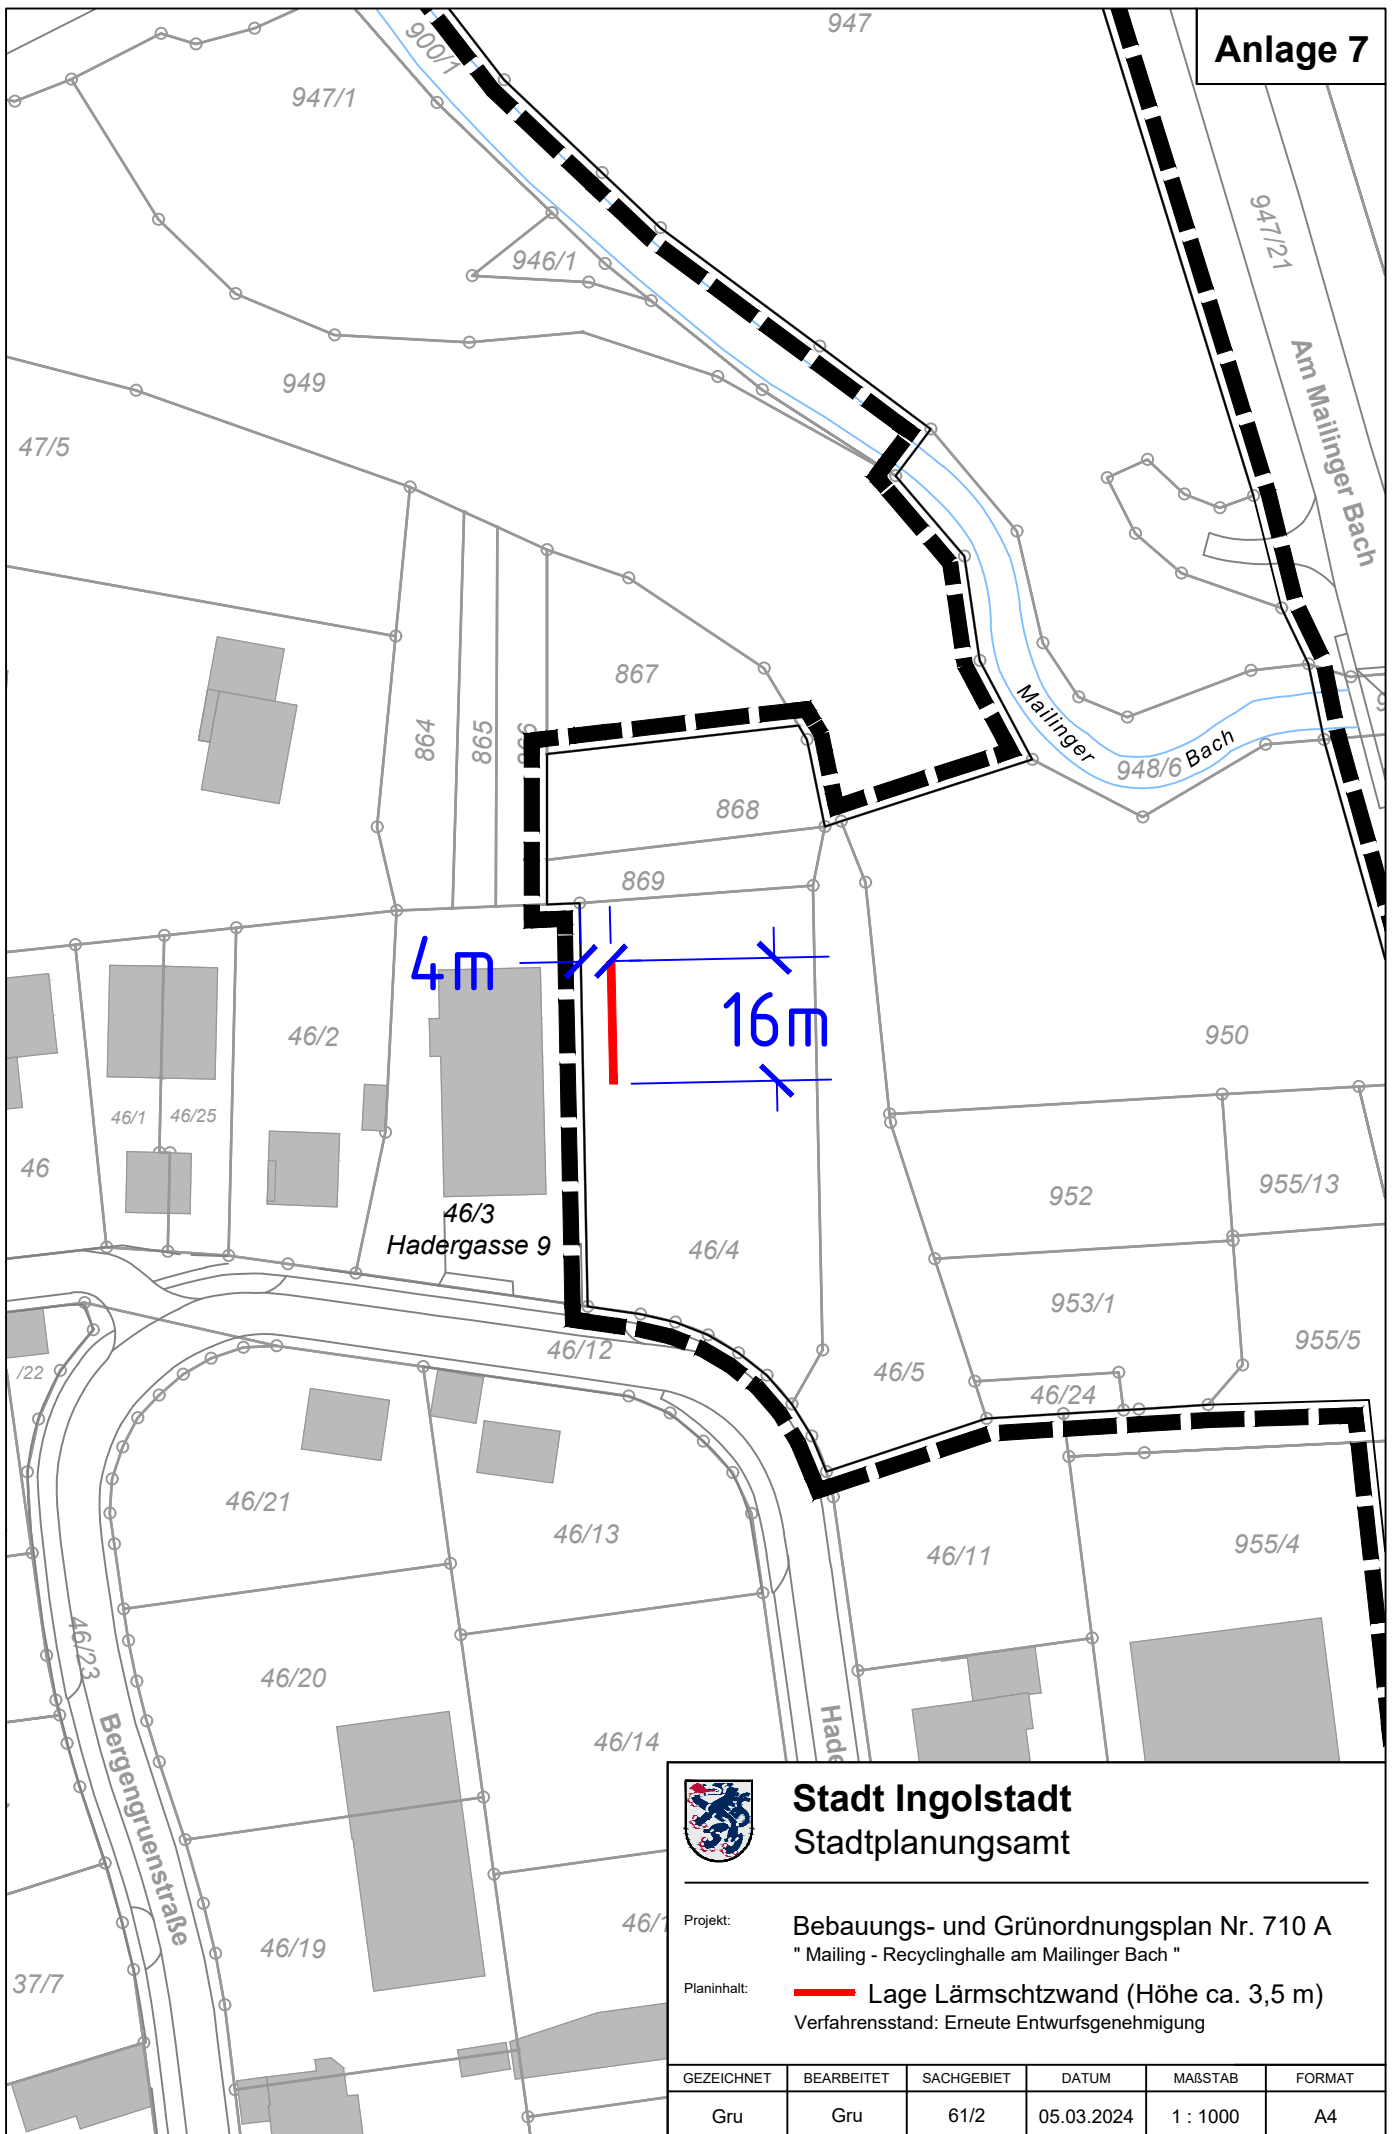 Anlage 7
947
900/1
947/1
947/21
946/1
949
Am Mailinger Bach
47/5
867
864
865
866
Mailinger
Bach
948/6
868
869
4m
16m
46/2
950
46/1
46/25
46
952
955/13
46/3
Hadergasse 9
46/4
953/1
955/5
46/12
/22
46/5
46/24
46/21
46/13
46/11
955/4
46/23
46/20
46/14
Bergengruenstraße
46/19
37/7
Stadt Ingolstadt
Stadtplanungsamt
Projekt:
Bebauungs- und Grünordnungsplan Nr. 710 A
" Mailing - Recyclinghalle am Mailinger Bach "
Planinhalt:
Lage Lärmschtzwand (Höhe ca. 3,5 m)
Verfahrensstand: Erneute Entwurfsgenehmigung
GEZEICHNET BEARBEITET SACHGEBIET DATUM MAßSTAB FORMAT
Gru Gru 61/2 05.03.2024 1 : 1000 A4